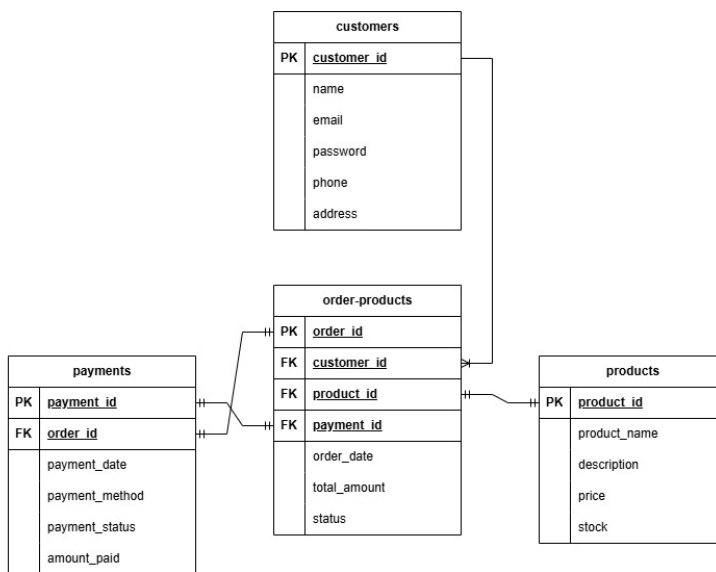 customers
PK customer_id
name
email
password
phone
address
order-products
PK order_id
FK customer_id
FK product_id
FK payment_id
order_date
total_amount
status
payments
PK payment_id
FK order_id
payment_date
payment_method
payment_status
amount_paid
products
PK product_id
product_name
description
price
stock